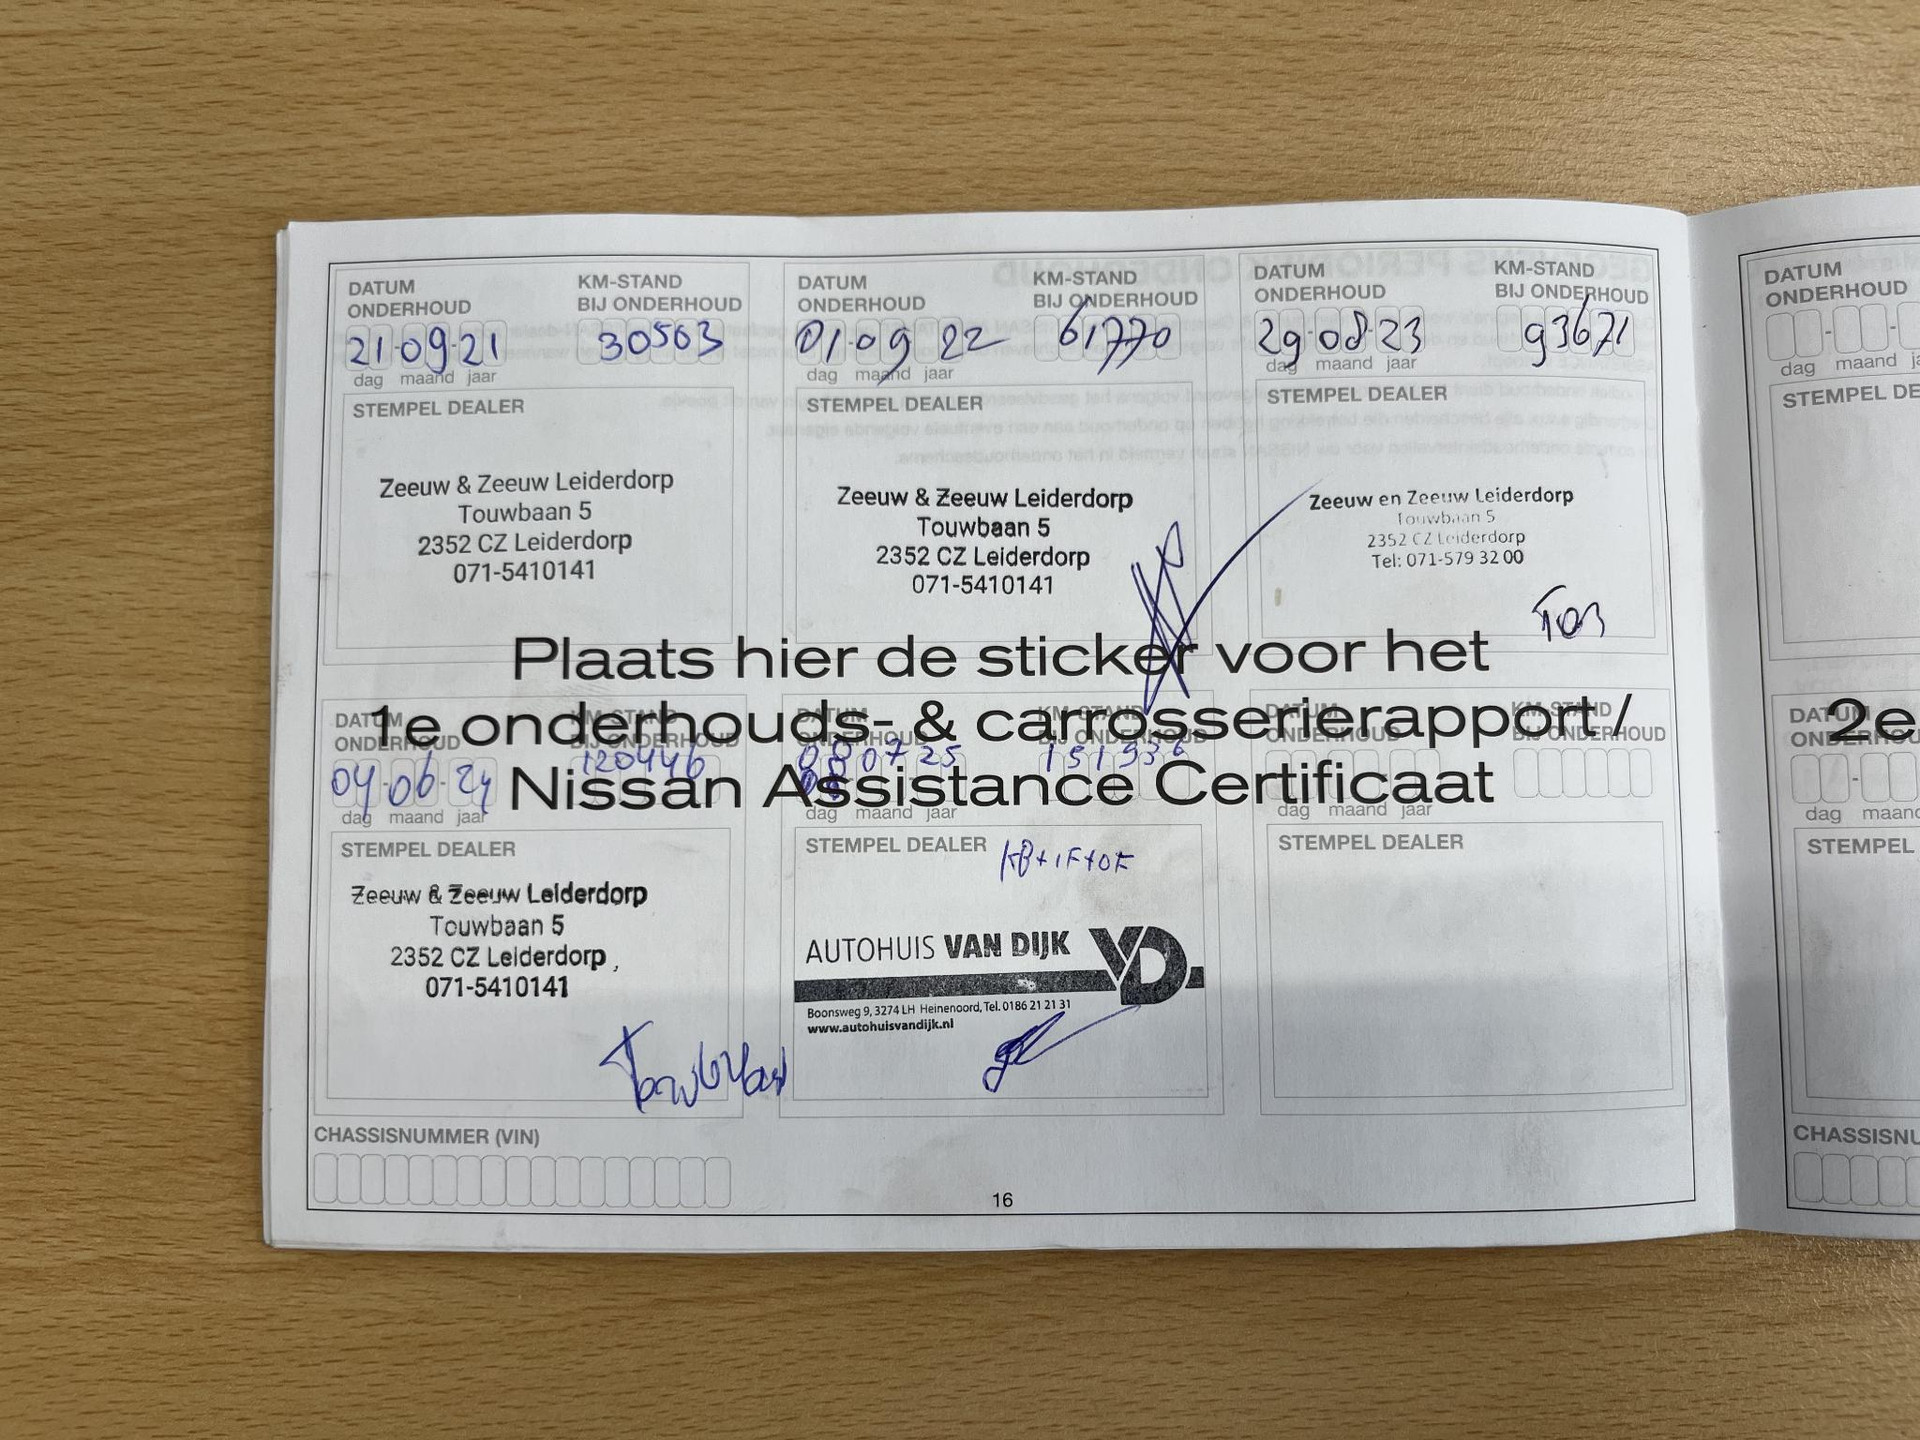 DATUM ONDERHOUD
KM-STAND BIJ ONDERHOUD
21-09-21
30503
dag maand jaar
STEMPEL DEALER
Zeeuw & Zeeuw Leiderdorp
Touwbaan 5
2352 CZ Leiderdorp
071-5410141
DATUM ONDERHOUD
KM-STAND BIJ ONDERHOUD
01-09 22
61770
dag maand jaar
STEMPEL DEALER
Zeeuw & Zeeuw Leiderdorp
Touwbaan 5
2352 CZ Leiderdorp
071-5410141
DATUM ONDERHOUD
KM-STAND BIJ ONDERHOUD
29-08-23
93671
dag maand jaar
STEMPEL DEALER
Zeeuw en Zeeuw Leiderdorp
Touwbaan 5
2352 CZ Leiderdorp
Tel: 071-579 32 00
Plaats hier de sticker voor het
1e onderhouds- & carrosserierapport /
Nissan Assistance Certificaat
DATUM ONDERHOUD
KM-STAND BIJ ONDERHOUD
04-06-24
120446
dag maand jaar
STEMPEL DEALER
Zeeuw & Zeeuw Leiderdorp
Touwbaan 5
2352 CZ Leiderdorp
071-5410141
DATUM ONDERHOUD
KM-STAND BIJ ONDERHOUD
0725
151936
dag maand jaar
STEMPEL DEALER
AUTOHUIS VAN DIJK VD.
Boonsweg 9, 3274 LH Heinenoord, Tel. 0186 21 21 31
www.autohuisvandijk.nl
DATUM ONDERHOUD
KM-STAND BIJ ONDERHOUD
dag maand jaar
STEMPEL DEALER
CHASSISNUMMER (VIN)
16
DATUM
ONDERHOUD
dag maand
STEMPEL DE
2e
DATUM
dag maand
STEMPEL
CHASSISNU